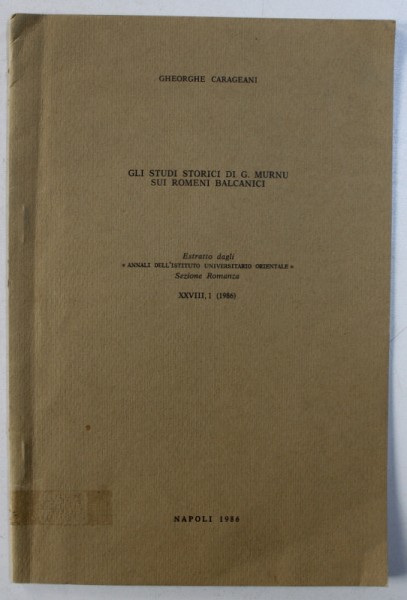 GHEORGHE CARAGEANI
GLI STUDI STORICI DI G. MURNU
SUI ROMENI BALCANICI
Estratto dagli
« ANNALI DELL'ISTITUTO UNIVERSITARIO ORIENTALE »
Sezione Romanza
XXVIII, 1 (1986)
NAPOLI 1986